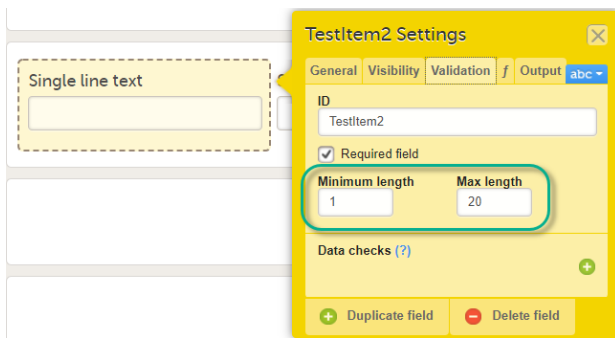 TestItem2 Settings
General Visibility Validation ƒ Output abc
Single line text
ID
TestItem2
Required field
Minimum length Max length
1 20
Data checks (?)
Duplicate field Delete field